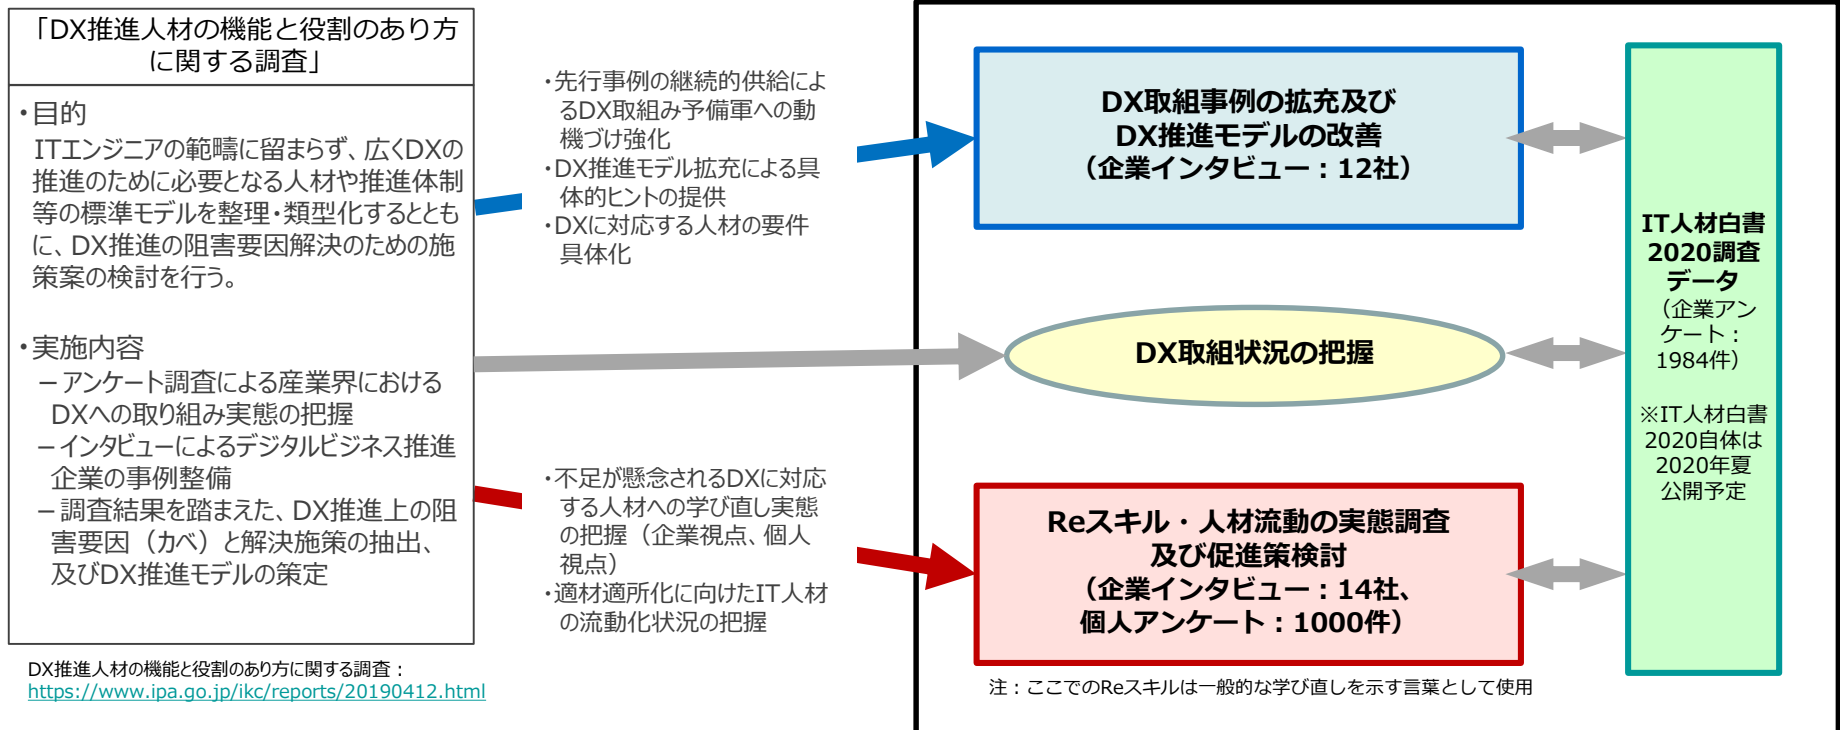 「DX推進人材の機能と役割のあり方
に関する調査」
・目的
ITエンジニアの範疇に留まらず、広くDXの
推進のために必要となる人材や推進体制
等の標準モデルを整理・類型化するととも
に、DX推進の阻害要因解決のための施
策案の検討を行う。
・実施内容
－アンケート調査による産業界における
DXへの取り組み実態の把握
－インタビューによるデジタルビジネス推進
企業の事例整備
－調査結果を踏まえた、DX推進上の阻
害要因（カベ）と解決施策の抽出、
及びDX推進モデルの策定
DX推進人材の機能と役割のあり方に関する調査：
https://www.ipa.go.jp/ikc/reports/20190412.html
・先行事例の継続的供給によ
るDX取組み予備軍への動
機づけ強化
・DX推進モデル拡充による具
体的ヒントの提供
・DXに対応する人材の要件
具体化
・不足が懸念されるDXに対応
する人材への学び直し実態
の把握（企業視点、個人
視点）
・適材適所化に向けたIT人材
の流動化状況の把握
DX取組事例の拡充及び
DX推進モデルの改善
（企業インタビュー：12社）
DX取組状況の把握
Reスキル・人材流動の実態調査
及び促進策検討
（企業インタビュー：14社、
個人アンケート：1000件）
注：ここでのReスキルは一般的な学び直しを示す言葉として使用
IT人材白書
2020調査
データ
（企業アン
ケート：
1984件）
※IT人材白書
2020自体は
2020年夏
公開予定